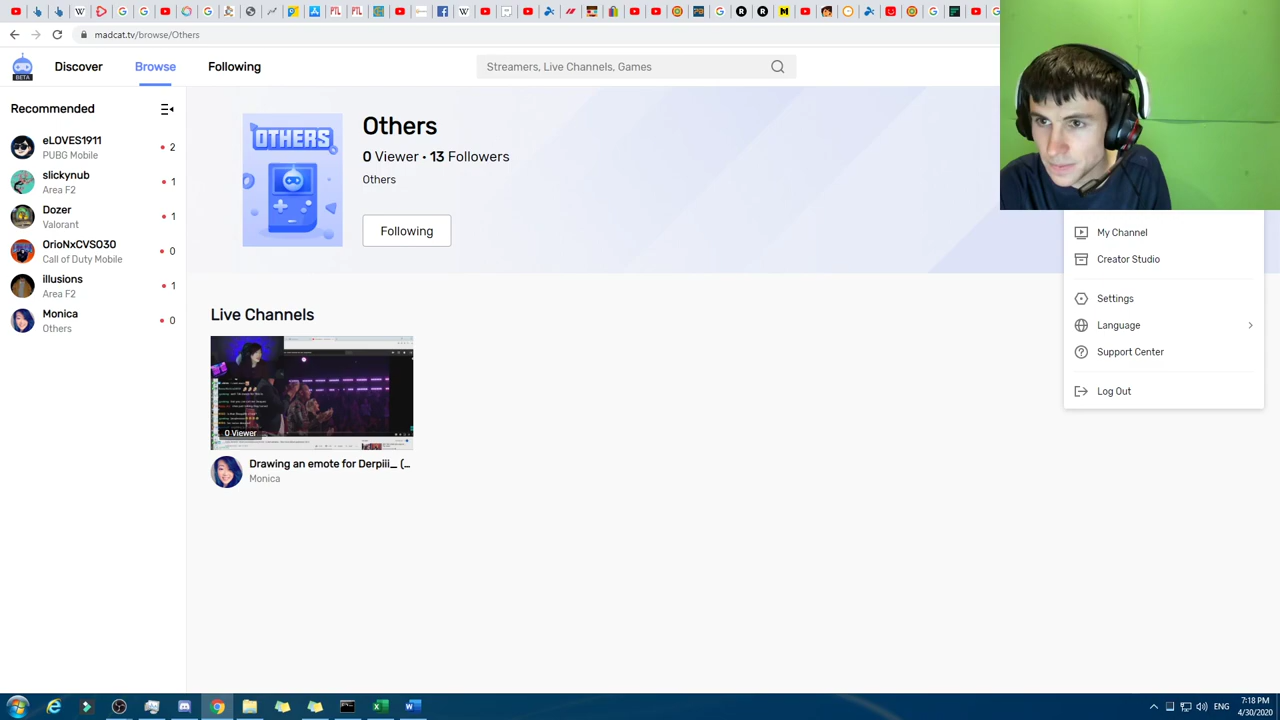 madcat.tv/browse/Others
BETA
Discover
Browse
Following
Streamers, Live Channels, Games
Recommended
eLOVES1911
PUBG Mobile
2
slickynub
Area F2
1
Dozer
Valorant
1
OrioNxCVSO30
Call of Duty Mobile
0
illusions
Area F2
1
Monica
Others
0
OTHERS
Others
0 Viewer • 13 Followers
Others
Following
My Channel
Creator Studio
Settings
Language
Support Center
Log Out
Live Channels
0 Viewer
Drawing an emote for Derpiii_ (...
Monica
ENG
7:18 PM
4/30/2020